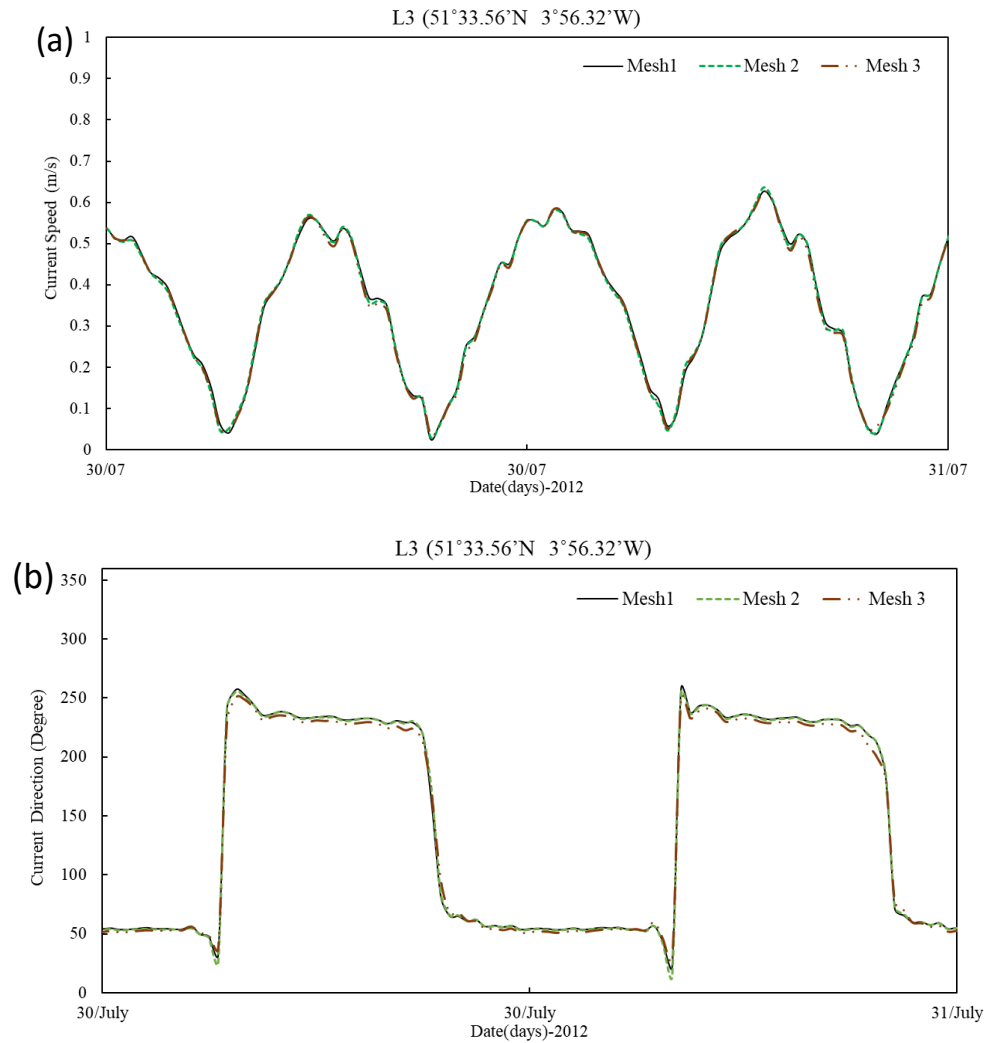 L3 (51°33.56’N 3°56.32’W)
(a)
Mesh1 Mesh 2 Mesh 3
1
0.9
0.8
0.7
0.6
0.5
0.4
0.3
0.2
0.1
0
Current Speed (m/s)
30/07 30/07 31/07
Date(days)-2012
L3 (51°33.56’N 3°56.32’W)
(b)
Mesh1 Mesh 2 Mesh 3
350
300
250
200
150
100
50
0
Current Direction (Degree)
30/July 30/July 31/July
Date(days)-2012